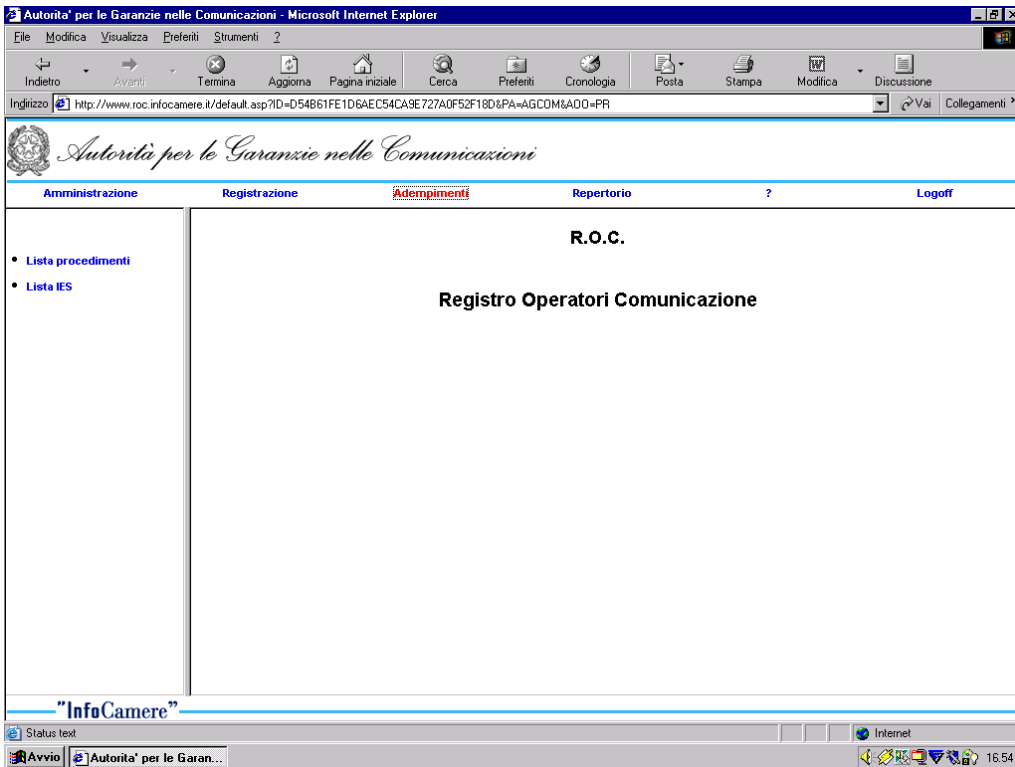 Autorita' per le Garanzie nelle Comunicazioni - Microsoft Internet Explorer
File Modifica Visualizza Preferiti Strumenti ?
Indietro Avanti Termina Aggiorna Pagina iniziale Cerca Preferiti Cronologia Posta Stampa Modifica Discussione
Indirizzo http://www.roc.infocamere.it/default.asp?ID=D54B61FE1D6AEC54CA9E727A0F52F18D&PA=AGCOM&AOO=PR Vai Collegamenti »
Autorità per le Garanzie nelle Comunicazioni
Amministrazione Registrazione Adempimenti Repertorio ? Logoff
R.O.C.
• Lista procedimenti
• Lista IES
Registro Operatori Comunicazione
"InfoCamere"
Status text Internet
Avvio Autorita' per le Garan... 16.54